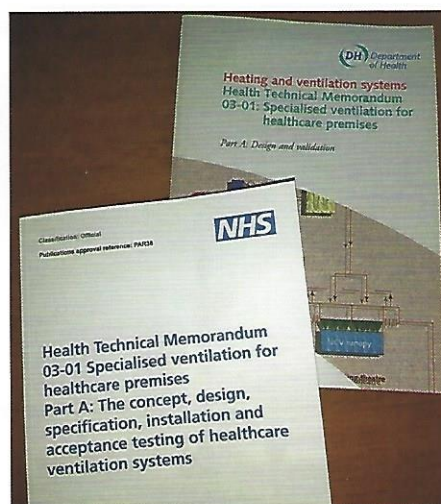 DH Department
of Health
Heating and ventilation systems
Health Technical Memorandum
03-01: Specialised ventilation for
healthcare premises
Part A: Design and validation
NHS
Classification: Official
Publications approval reference: PAR38
Health Technical Memorandum
03-01 Specialised ventilation for
healthcare premises
Part A: The concept, design,
specification, installation and
acceptance testing of healthcare
ventilation systems
canopy
theatre